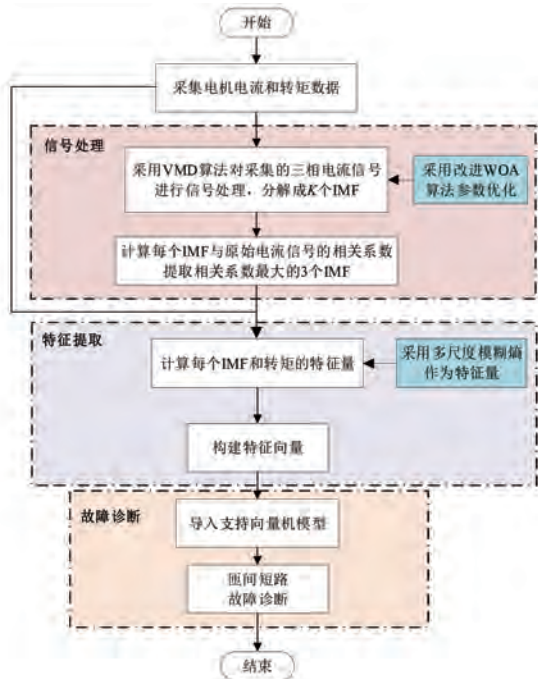 开始
采集电机电流和转矩数据
信号处理
采用VMD算法对采集的三相电流信号
进行信号处理，分解成K个IMF
采用改进WOA
算法参数优化
计算每个IMF与原始电流信号的相关系数
提取相关系数最大的3个IMF
特征提取
计算每个IMF和转矩的特征量
采用多尺度模糊熵
作为特征量
构建特征向量
故障诊断
导入支持向量机模型
匝间短路
故障诊断
结束